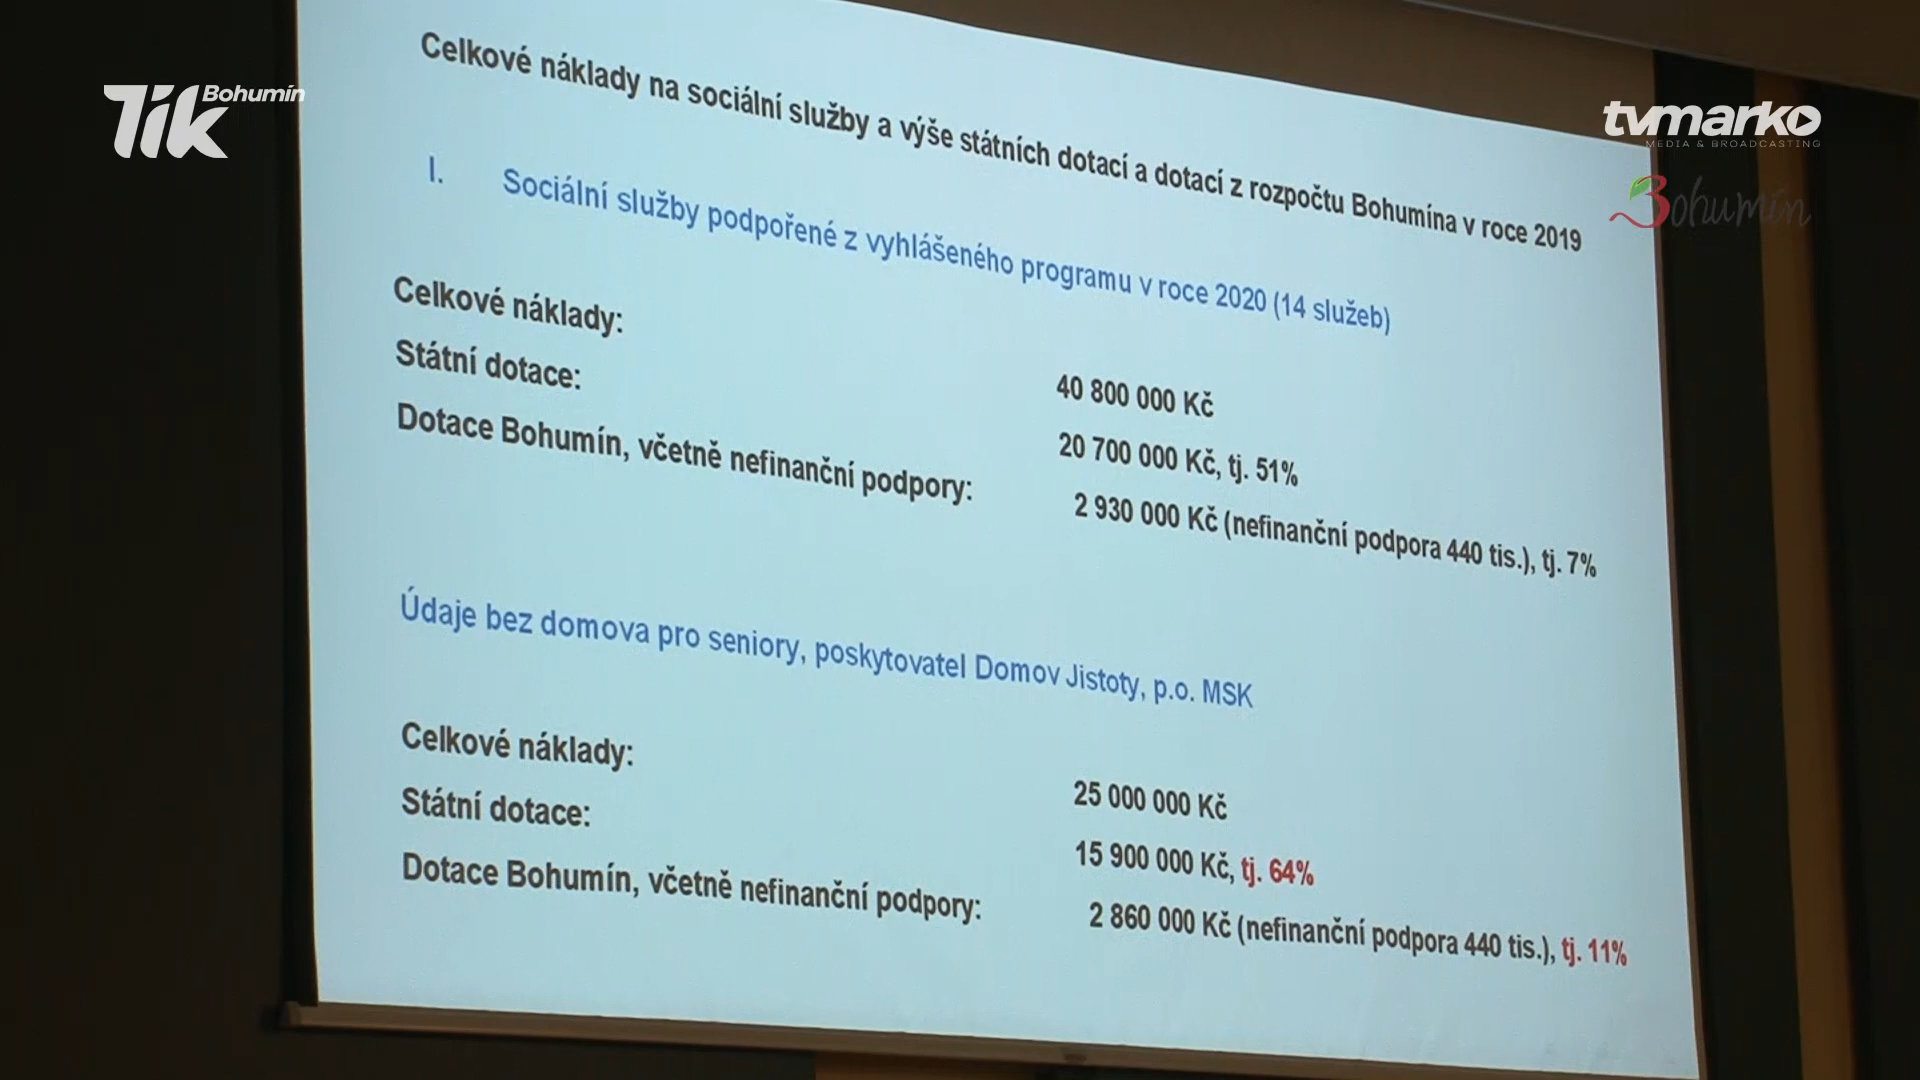 Tik Bohumín
tvmarko
MEDIA & BROADCASTING
Bohumín
Celkové náklady na sociální služby a výše státních dotací a dotací z rozpočtu Bohumína v roce 2019
I. Sociální služby podpořené z vyhlášeného programu v roce 2020 (14 služeb)
Celkové náklady: 40 800 000 Kč
Státní dotace: 20 700 000 Kč, tj. 51%
Dotace Bohumín, včetně nefinanční podpory: 2 930 000 Kč (nefinanční podpora 440 tis.), tj. 7%
Údaje bez domova pro seniory, poskytovatel Domov Jistoty, p.o. MSK
Celkové náklady: 25 000 000 Kč
Státní dotace: 15 900 000 Kč, tj. 64%
Dotace Bohumín, včetně nefinanční podpory: 2 860 000 Kč (nefinanční podpora 440 tis.), tj. 11%